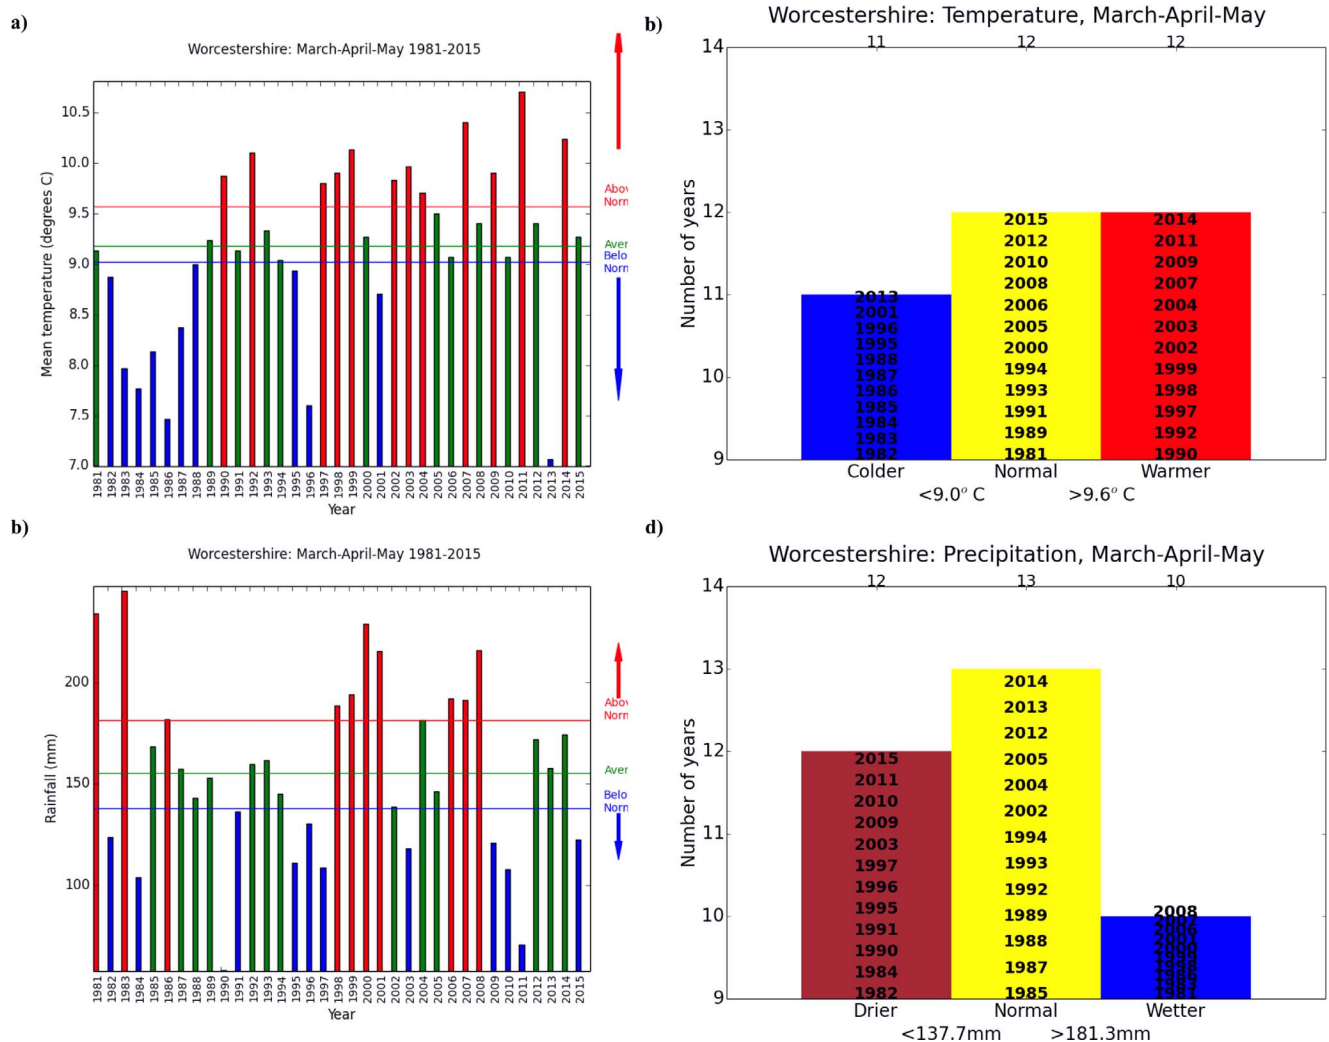 a)
Worcestershire: March-April-May 1981-2015
10.5
10.0
9.5
9.0
8.5
8.0
7.5
7.0
Mean temperature (degrees C)
Abov
Norn
Aver
Belo
Norn
1981 1982 1983 1984 1985 1986 1987 1988 1989 1990 1991 1992 1993 1994 1995 1996 1997 1998 1999 2000 2001 2002 2003 2004 2005 2006 2007 2008 2009 2010 2011 2012 2013 2014 2015
Year
b)
Worcestershire: Temperature, March-April-May
11 12 12
14
13
12
11
10
9
Number of years
2013
2001
1996
1995
1988
1987
1986
1985
1984
1983
1982
2015
2012
2010
2008
2006
2005
2000
1994
1993
1991
1989
1981
2014
2011
2009
2007
2004
2003
2002
1999
1998
1997
1992
1990
Colder Normal Warmer
<9.0° C >9.6° C
b)
Worcestershire: March-April-May 1981-2015
200
150
100
Rainfall (mm)
Abov
Norn
Aver
Belo
Norn
1981 1982 1983 1984 1985 1986 1987 1988 1989 1990 1991 1992 1993 1994 1995 1996 1997 1998 1999 2000 2001 2002 2003 2004 2005 2006 2007 2008 2009 2010 2011 2012 2013 2014 2015
Year
d)
Worcestershire: Precipitation, March-April-May
12 13 10
14
13
12
11
10
9
Number of years
2015
2011
2010
2009
2003
1997
1996
1995
1991
1990
1984
1982
2014
2013
2012
2005
2004
2002
1994
1993
1992
1989
1988
1987
1985
2008
2007
2006
2001
2000
1999
1998
1986
1983
1981
Drier Normal Wetter
<137.7mm >181.3mm